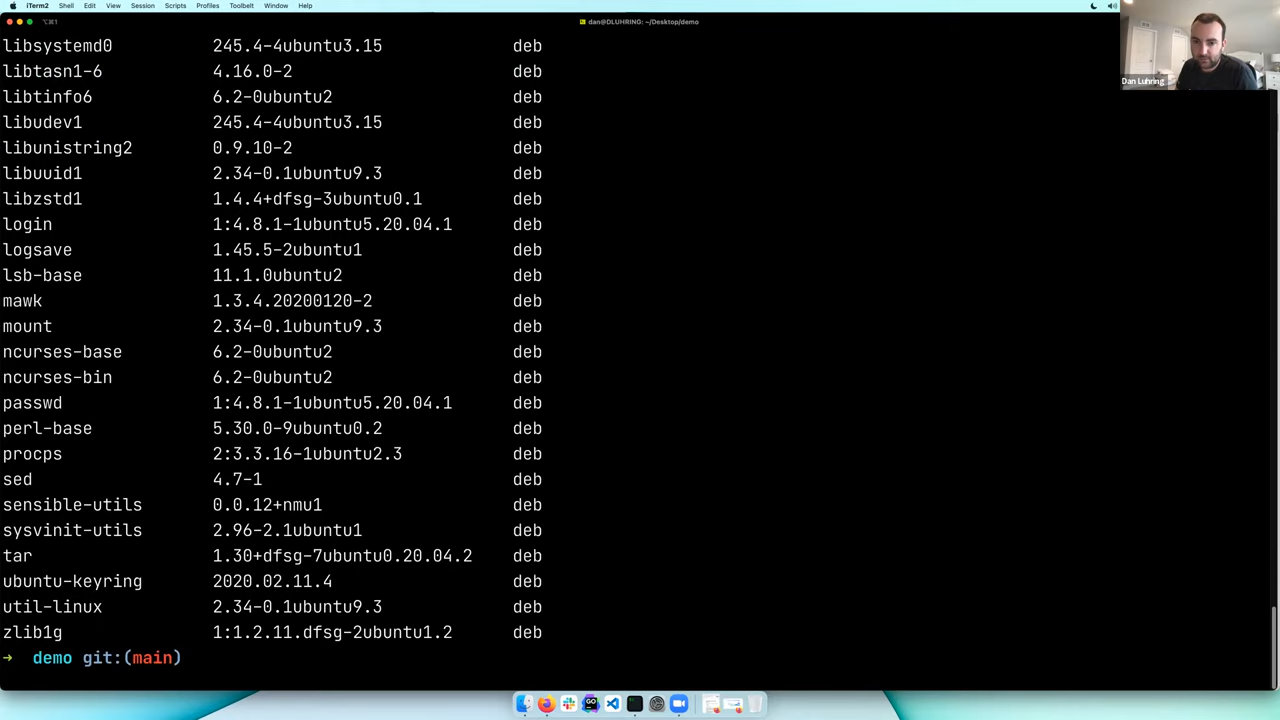 iTerm2 Shell Edit View Session Scripts Profiles Toolbelt Window Help
⌥⌘1 dan@DLUHRING: ~/Desktop/demo
Dan Luhring
libsystemd0 245.4-4ubuntu3.15 deb
libtasn1-6 4.16.0-2 deb
libtinfo6 6.2-0ubuntu2 deb
libudev1 245.4-4ubuntu3.15 deb
libunistring2 0.9.10-2 deb
libuuid1 2.34-0.1ubuntu9.3 deb
libzstd1 1.4.4+dfsg-3ubuntu0.1 deb
login 1:4.8.1-1ubuntu5.20.04.1 deb
logsave 1.45.5-2ubuntu1 deb
lsb-base 11.1.0ubuntu2 deb
mawk 1.3.4.20200120-2 deb
mount 2.34-0.1ubuntu9.3 deb
ncurses-base 6.2-0ubuntu2 deb
ncurses-bin 6.2-0ubuntu2 deb
passwd 1:4.8.1-1ubuntu5.20.04.1 deb
perl-base 5.30.0-9ubuntu0.2 deb
procps 2:3.3.16-1ubuntu2.3 deb
sed 4.7-1 deb
sensible-utils 0.0.12+nmu1 deb
sysvinit-utils 2.96-2.1ubuntu1 deb
tar 1.30+dfsg-7ubuntu0.20.04.2 deb
ubuntu-keyring 2020.02.11.4 deb
util-linux 2.34-0.1ubuntu9.3 deb
zlib1g 1:1.2.11.dfsg-2ubuntu1.2 deb
→ demo git:(main)
GO